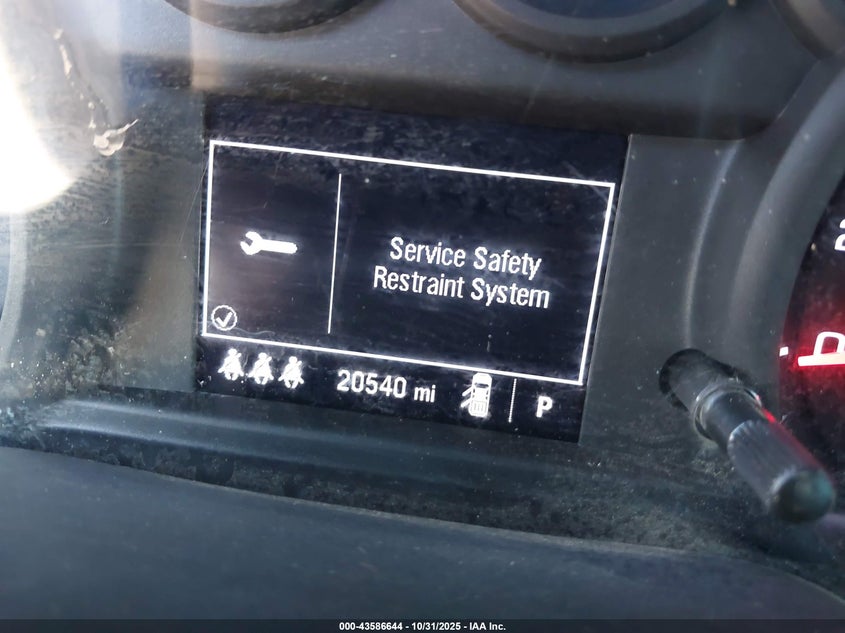 Service Safety
Restraint System
20540 mi
P
000-43586644 - 10/31/2025 - IAA Inc.